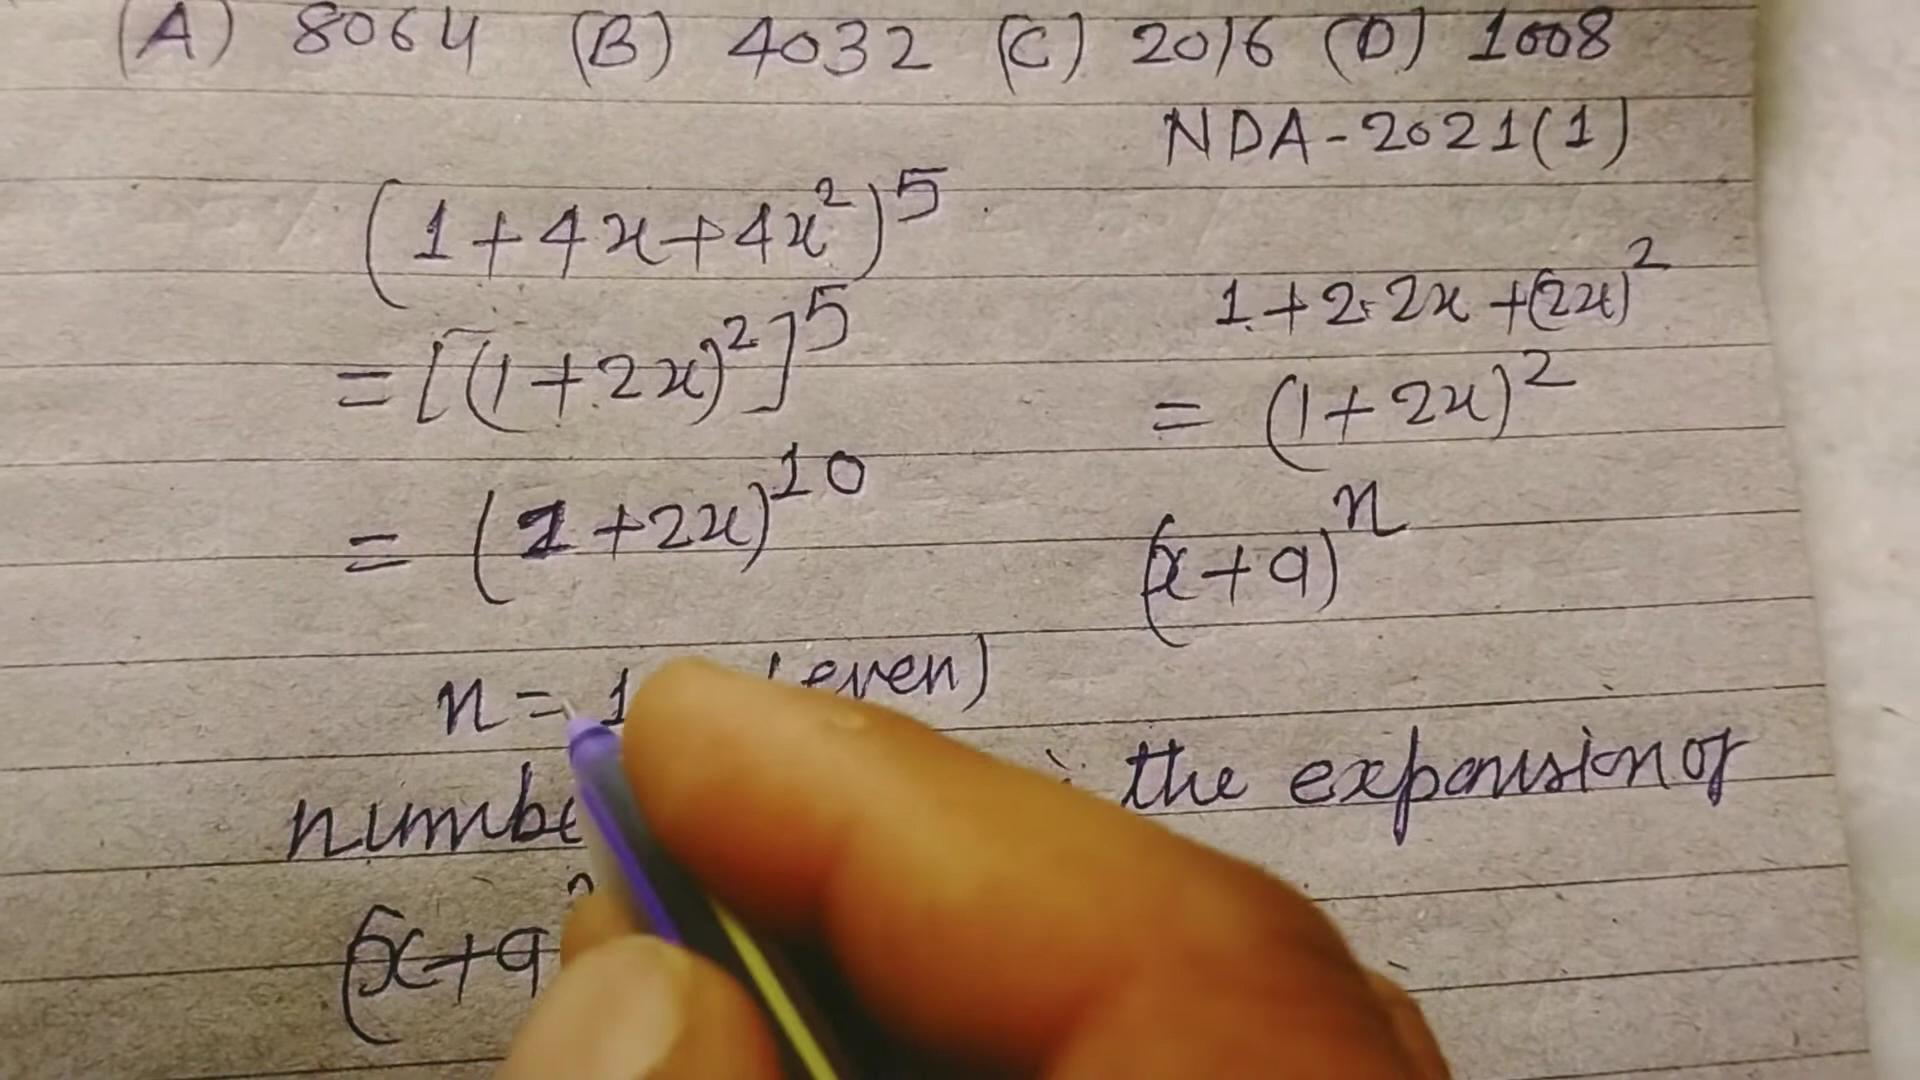 (A) 8064 (B) 4032 (C) 2016 (D) 1008
NDA-2021(1)
(1+4x+4x²)⁵
1+2.2x+(2x)²
= [(1+2x)²]⁵
= (1+2x)²
= (1+2x)¹⁰
(x+a)ⁿ
n = 1 (even)
the expansion of
(x+a